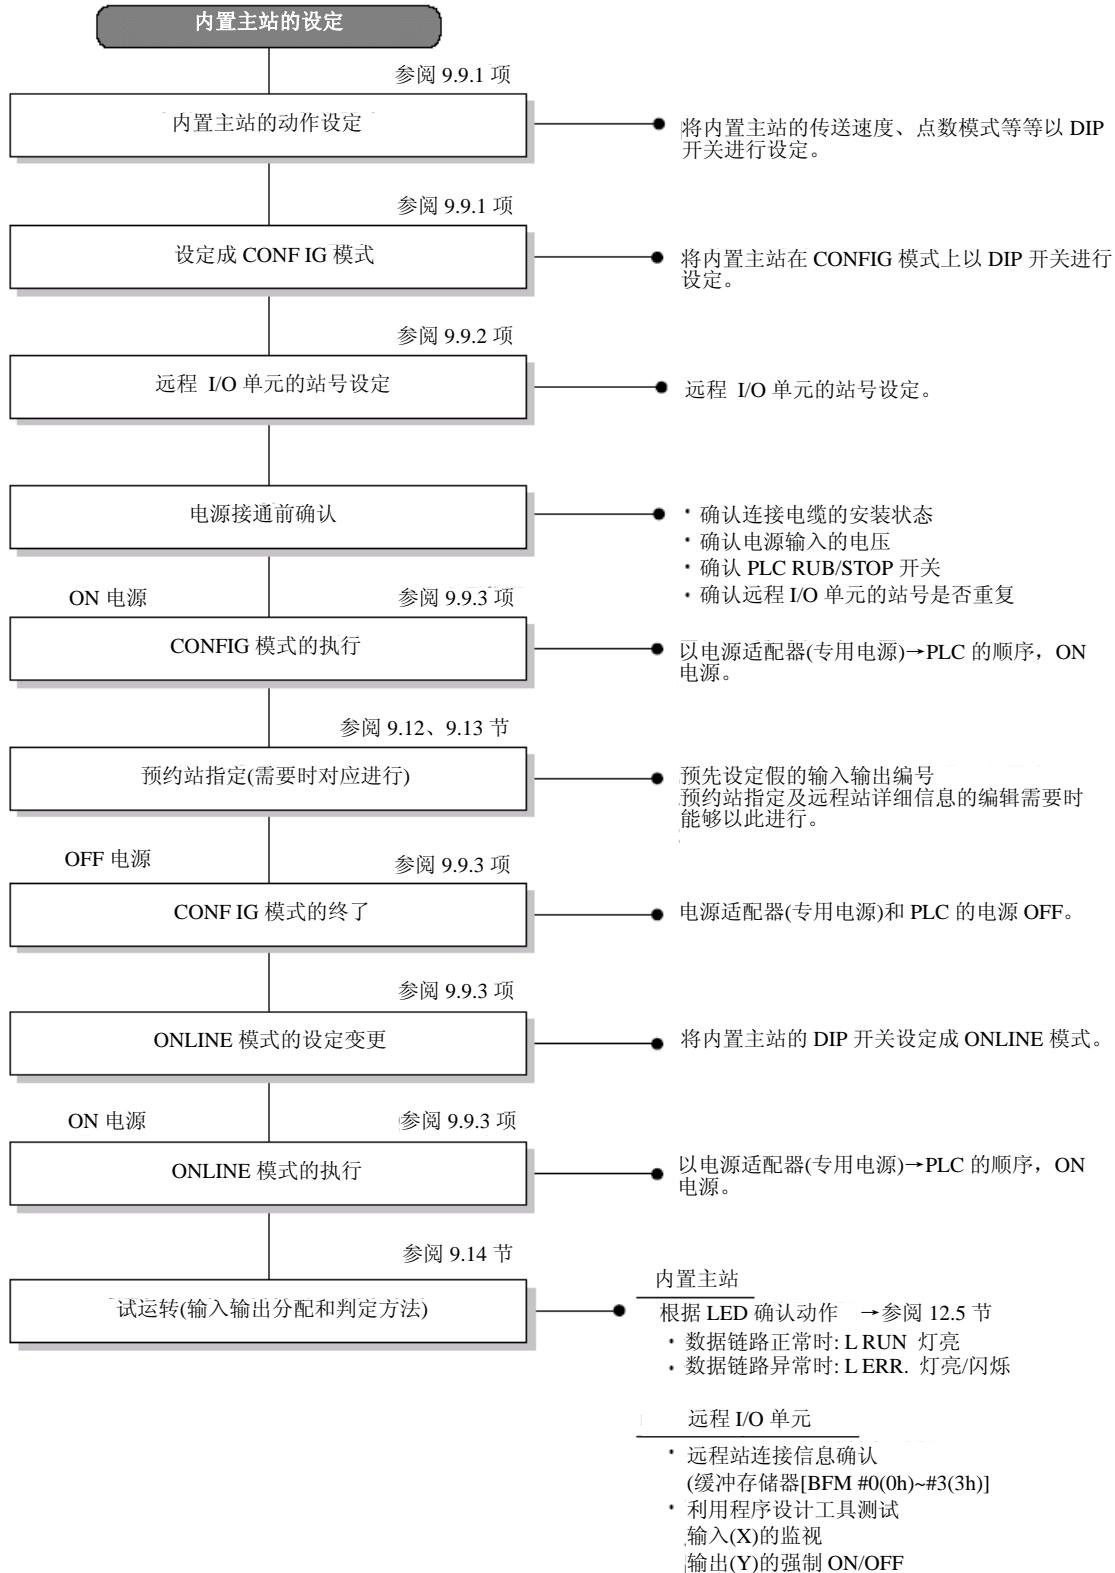 内置主站的设定
参阅 9.9.1 项
内置主站的动作设定
将内置主站的传送速度、点数模式等等以 DIP
开关进行设定。
参阅 9.9.1 项
设定成 CONF IG 模式
将内置主站在 CONFIG 模式上以 DIP 开关进行
设定。
参阅 9.9.2 项
远程 I/O 单元的站号设定
远程 I/O 单元的站号设定。
电源接通前确认
・确认连接电缆的安装状态
・确认电源输入的电压
・确认 PLC RUB/STOP 开关
・确认远程 I/O 单元的站号是否重复
ON 电源
参阅 9.9.3 项
CONFIG 模式的执行
以电源适配器(专用电源)→PLC 的顺序，ON
电源。
参阅 9.12、9.13 节
预约站指定(需要时对应进行)
预先设定假的输入输出编号
预约站指定及远程站详细信息的编辑需要时
能够以此进行。
OFF 电源
参阅 9.9.3 项
CONF IG 模式的终了
电源适配器(专用电源)和 PLC 的电源 OFF。
参阅 9.9.3 项
ONLINE 模式的设定变更
将内置主站的 DIP 开关设定成 ONLINE 模式。
ON 电源
参阅 9.9.3 项
ONLINE 模式的执行
以电源适配器(专用电源)→PLC 的顺序，ON
电源。
参阅 9.14 节
试运转(输入输出分配和判定方法)
内置主站
根据 LED 确认动作 →参阅 12.5 节
・数据链路正常时: L RUN 灯亮
・数据链路异常时: L ERR. 灯亮/闪烁
远程 I/O 单元
・远程站连接信息确认
(缓冲存储器[BFM #0(0h)~#3(3h)]
・利用程序设计工具测试
输入(X)的监视
输出(Y)的强制 ON/OFF